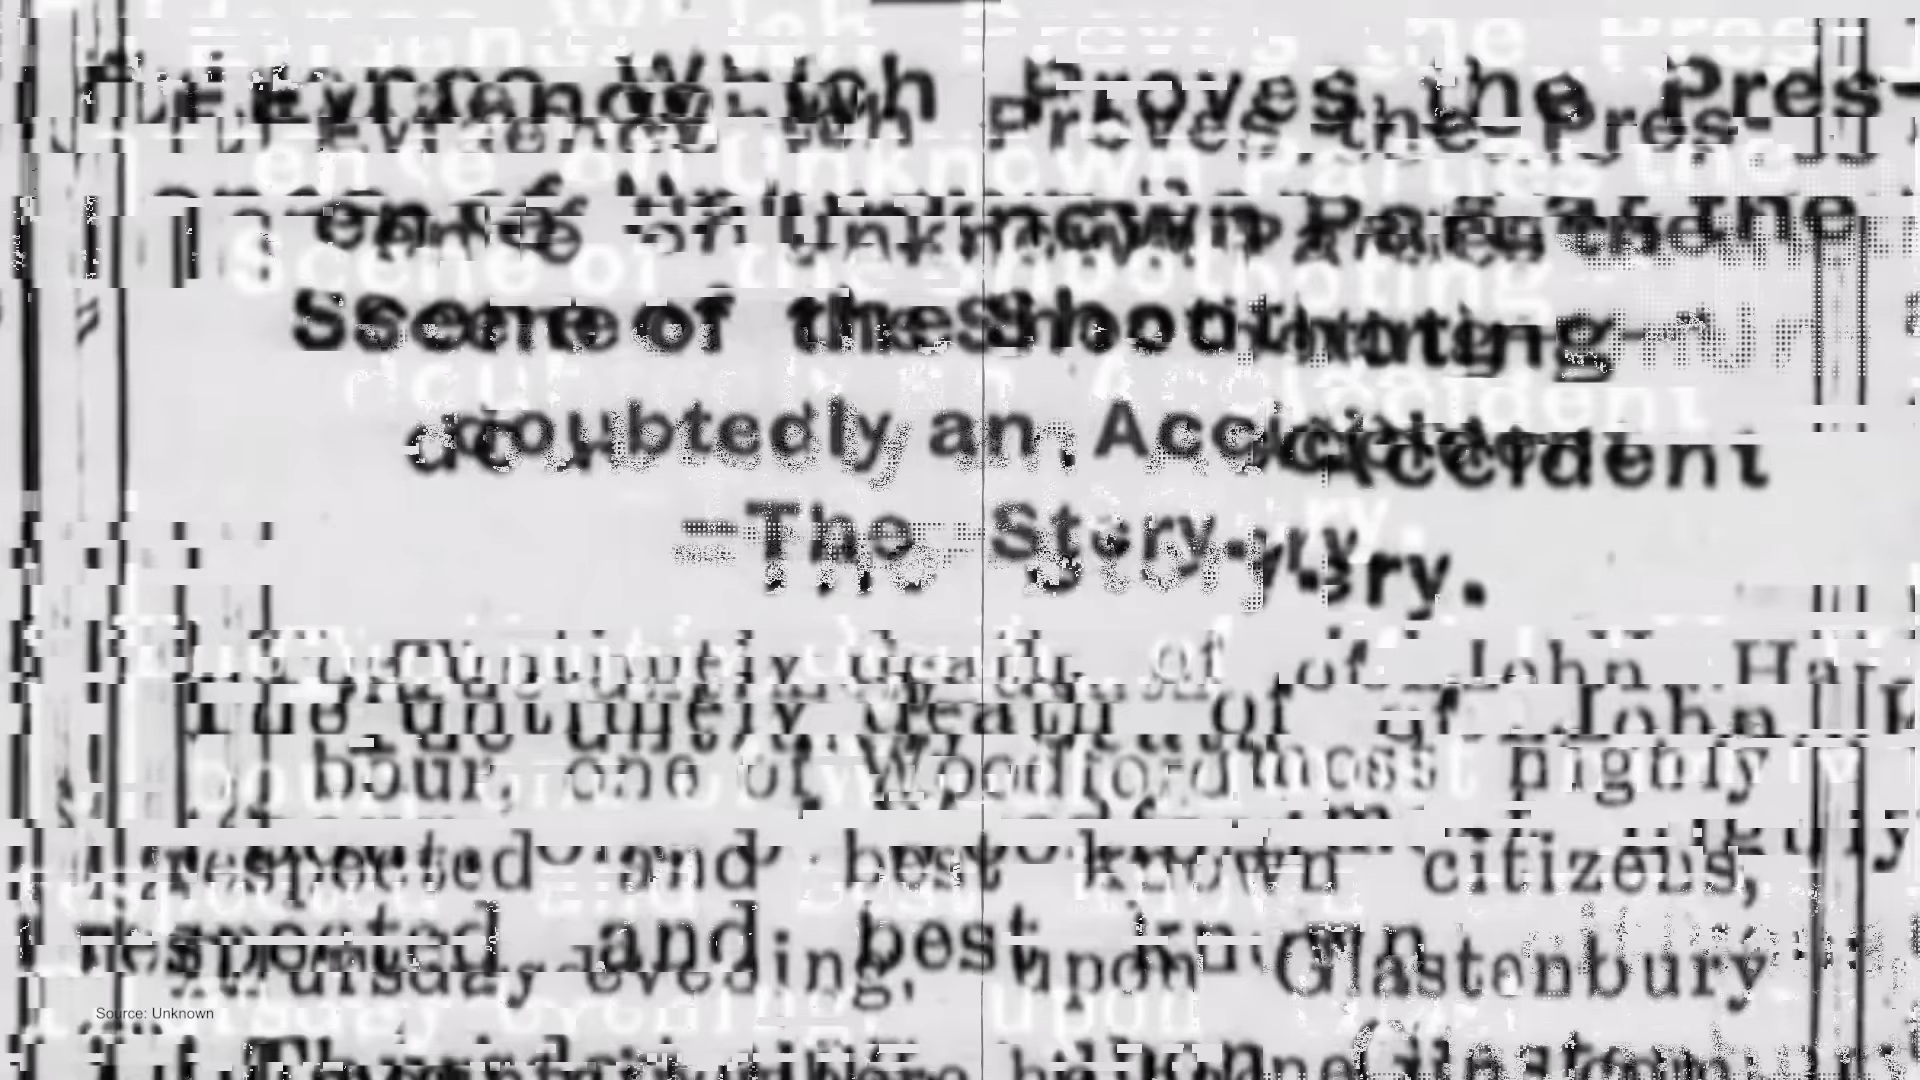 Evidence Which Proves the Pres-
ence of Unknown Parties at the
Scene of the Shooting—Un-
doubtedly an Accident
—The Story.
The untimely death of John Har-
bour, one of Woodford most highly
respected and best known citizens,
Thursday evening, upon Glastenbury
Source: Unknown